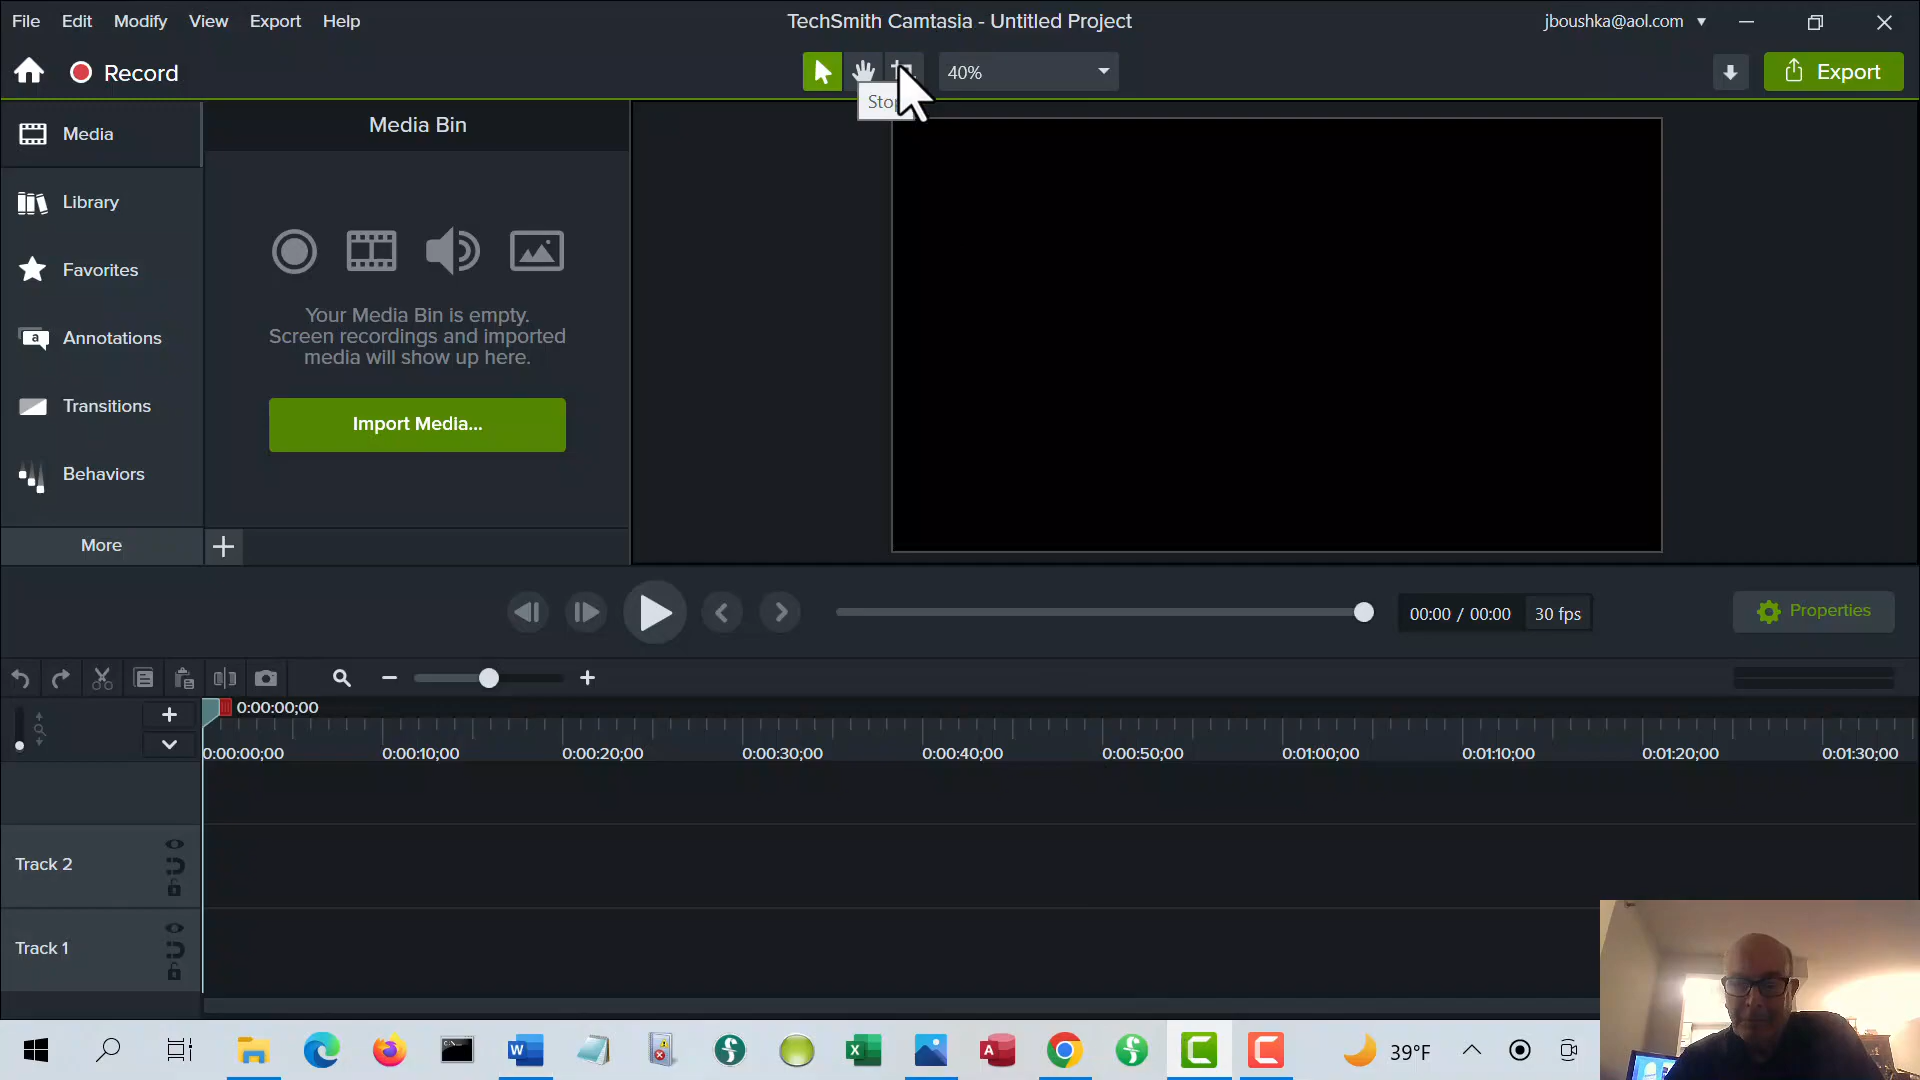 File Edit Modify View Export Help
TechSmith Camtasia - Untitled Project
jboushka@aol.com
Record
40%
Export
Media
Media Bin
Library
Favorites
Annotations
Transitions
Behaviors
More
Your Media Bin is empty.
Screen recordings and imported
media will show up here.
Import Media...
00:00 / 00:00
30 fps
Properties
0:00:00;00
0:00:00;00 0:00:10;00 0:00:20;00 0:00:30;00 0:00:40;00 0:00:50;00 0:01:00;00 0:01:10;00 0:01:20;00 0:01:30;00
Track 2
Track 1
39°F